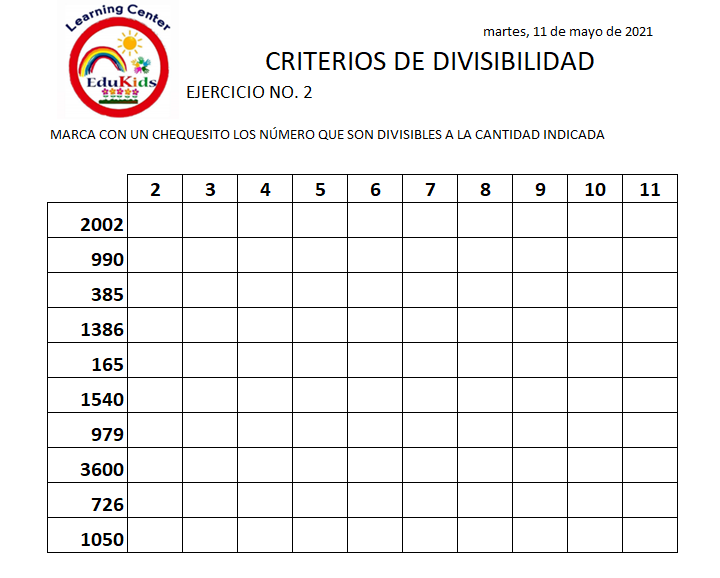 Learning Center
EduKids
martes, 11 de mayo de 2021
CRITERIOS DE DIVISIBILIDAD
EJERCICIO NO. 2
MARCA CON UN CHEQUESITO LOS NÚMERO QUE SON DIVISIBLES A LA CANTIDAD INDICADA
2 3 4 5 6 7 8 9 10 11
2002
990
385
1386
165
1540
979
3600
726
1050